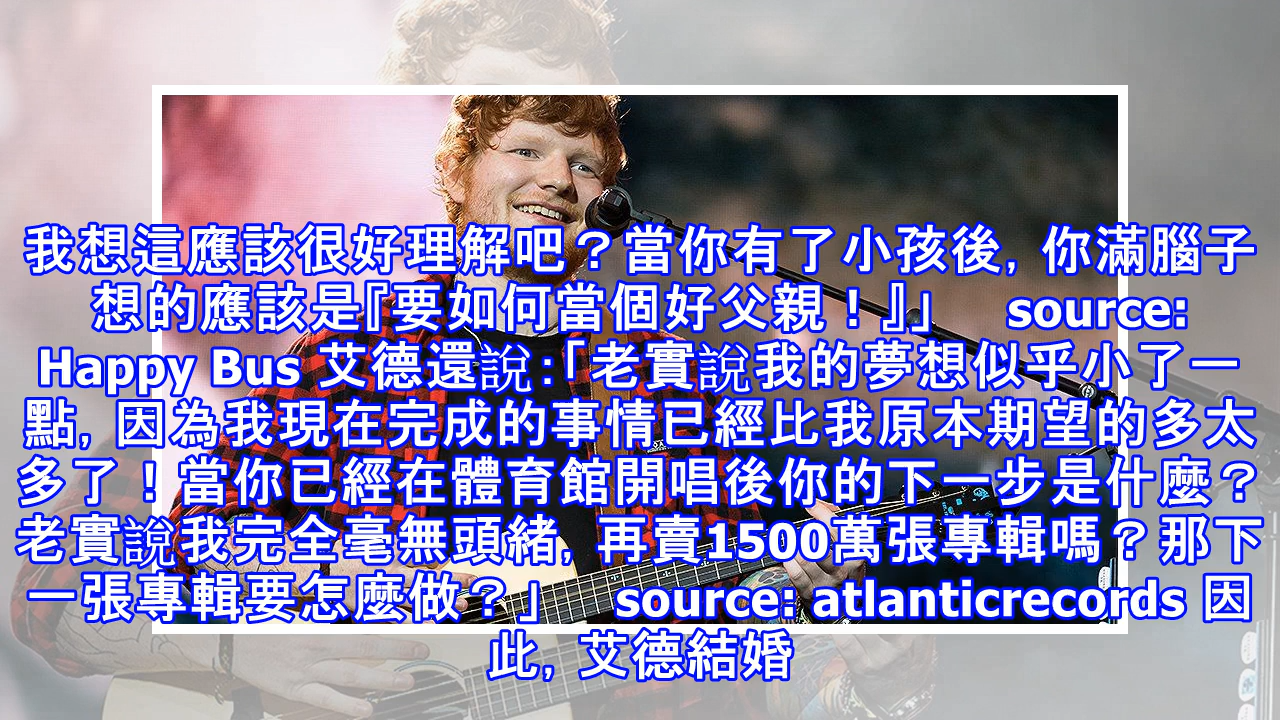 我想這應該很好理解吧？當你有了小孩後, 你滿腦子
想的應該是『要如何當個好父親！』」 source:
Happy Bus 艾德還說:「老實說我的夢想似乎小了一
點, 因為我現在完成的事情已經比我原本期望的多太
多了！當你已經在體育館開唱後你的下一步是什麼？
老實說我完全毫無頭緒, 再賣1500萬張專輯嗎？那下
一張專輯要怎麼做？」 source: atlanticrecords 因
此, 艾德結婚